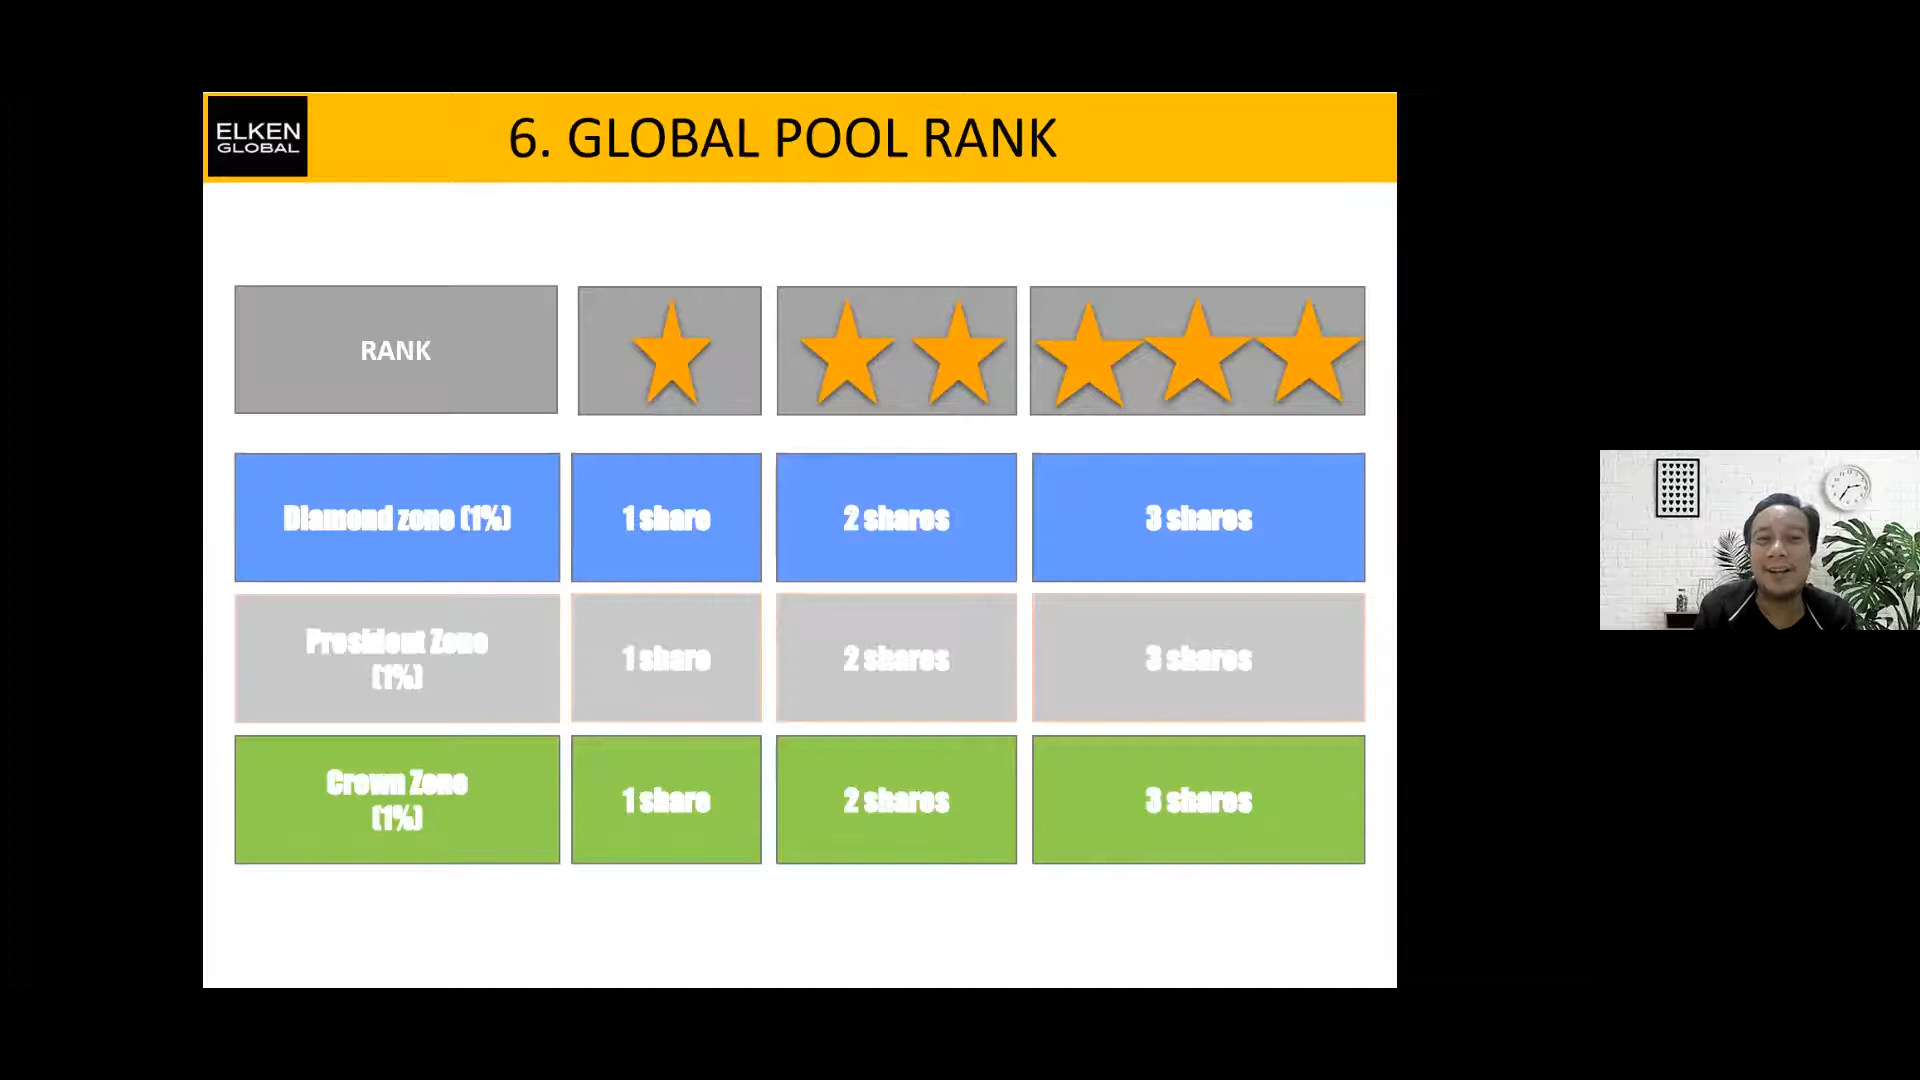 ELKEN
GLOBAL
6. GLOBAL POOL RANK
RANK
Diamond zone (1%)
1 share
2 shares
3 shares
President Zone
(1%)
1 share
2 shares
3 shares
Crown Zone
(1%)
1 share
2 shares
3 shares